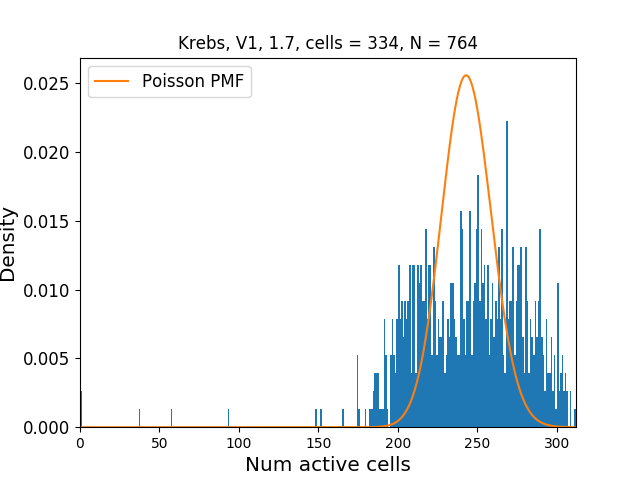 Krebs, V1, 1.7, cells = 334, N = 764
Poisson PMF
Density
0.025
0.020
0.015
0.010
0.005
0.000
0 50 100 150 200 250 300
Num active cells